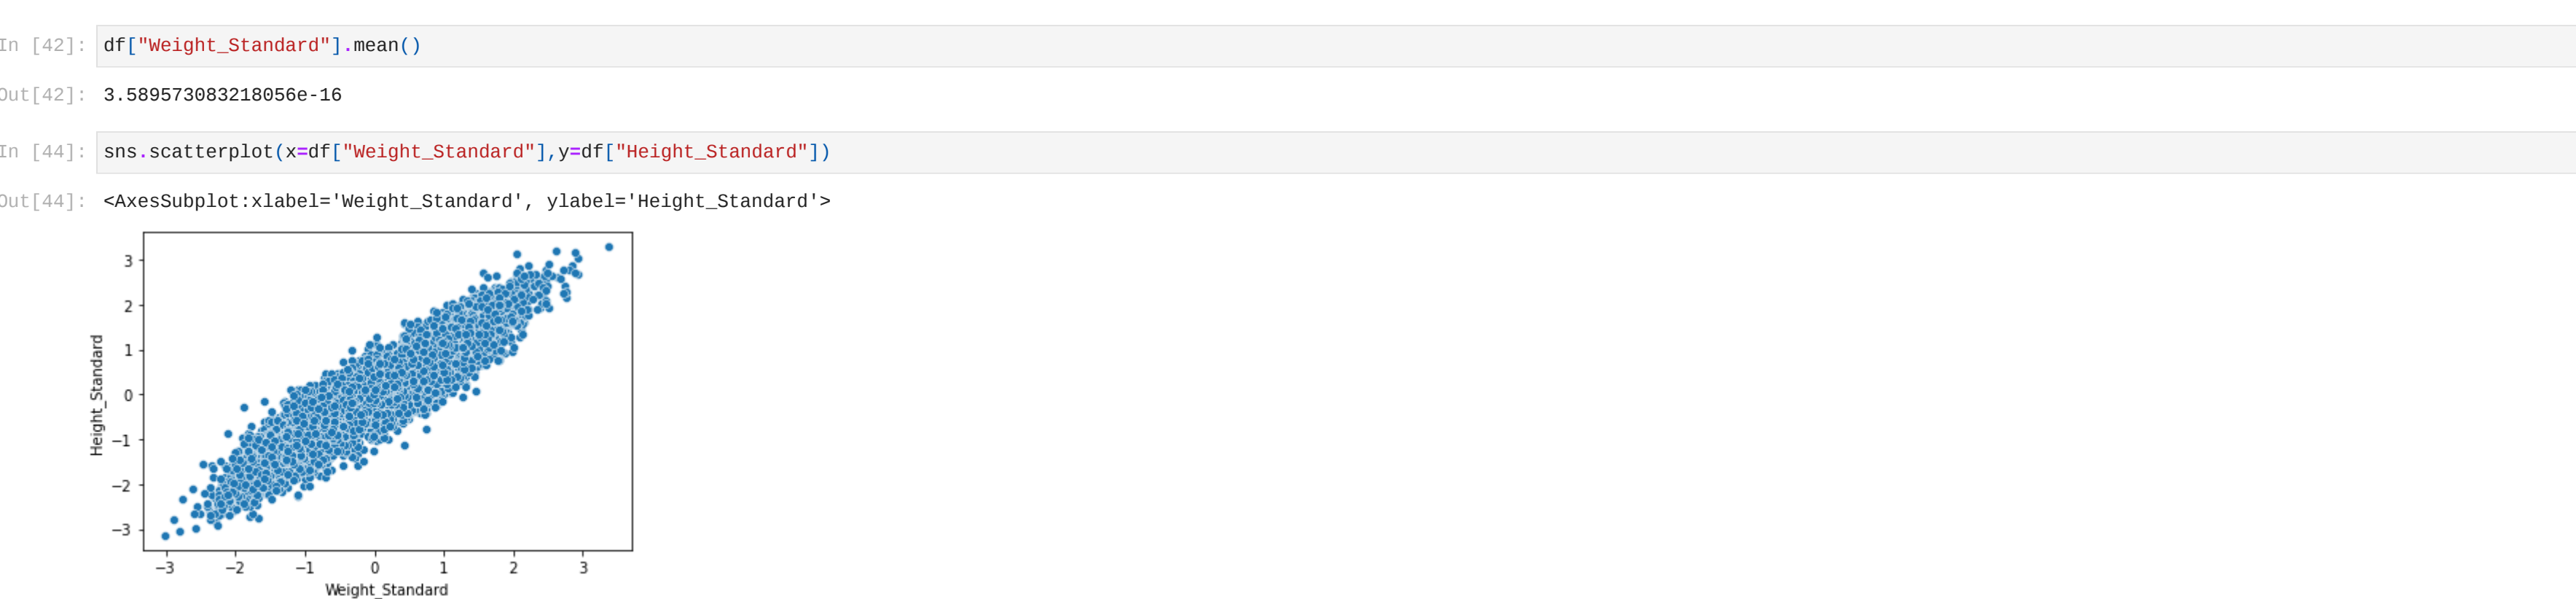 In [42]: df["Weight_Standard"].mean()
Out[42]: 3.589573083218056e-16
In [44]: sns.scatterplot(x=df["Weight_Standard"],y=df["Height_Standard"])
Out[44]: <AxesSubplot:xlabel='Weight_Standard', ylabel='Height_Standard'>
3
2
1
0
−1
−2
−3
Height_Standard
−3 −2 −1 0 1 2 3
Weight_Standard